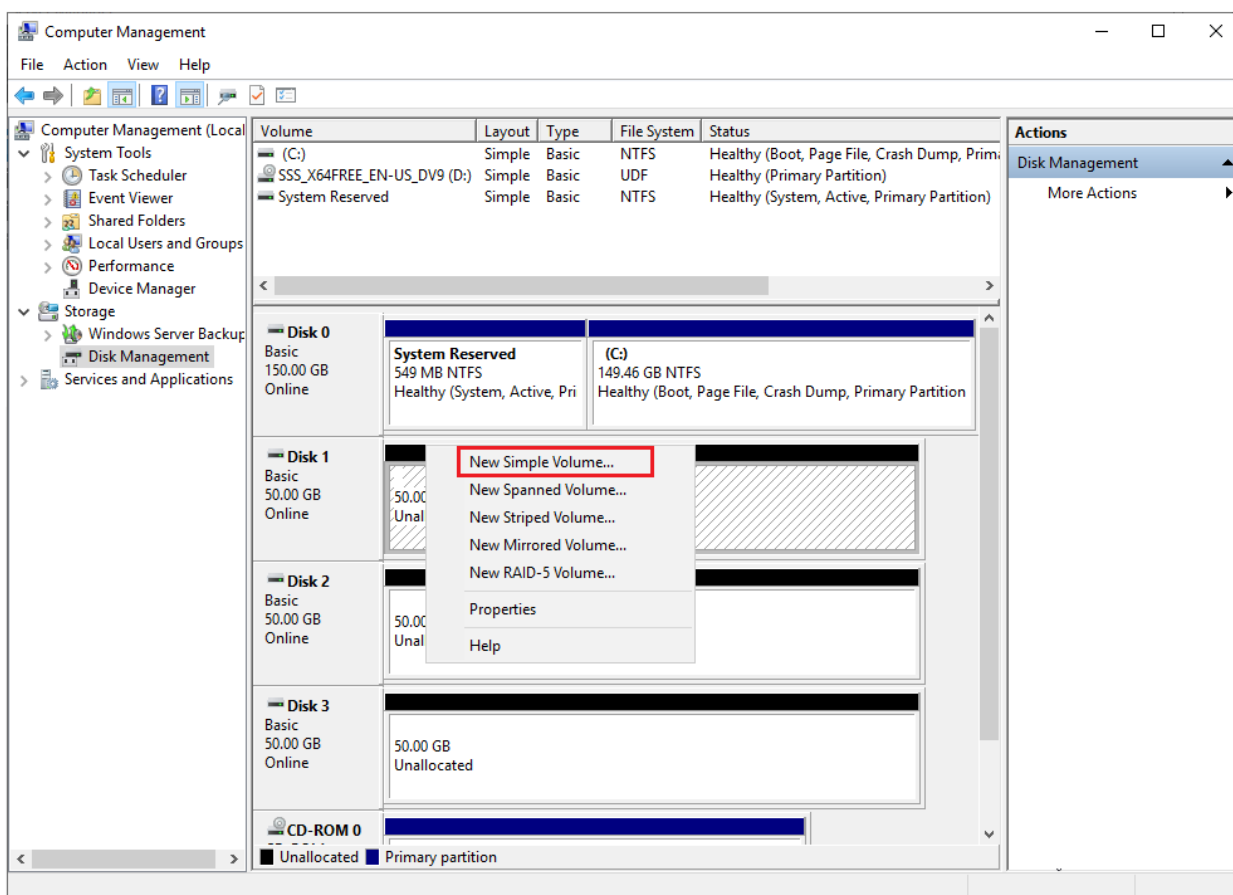 Computer Management
File Action View Help
Computer Management (Local
System Tools
Task Scheduler
Event Viewer
Shared Folders
Local Users and Groups
Performance
Device Manager
Storage
Windows Server Backup
Disk Management
Services and Applications
Volume Layout Type File System Status
(C:) Simple Basic NTFS Healthy (Boot, Page File, Crash Dump, Prima
SSS_X64FREE_EN-US_DV9 (D:) Simple Basic UDF Healthy (Primary Partition)
System Reserved Simple Basic NTFS Healthy (System, Active, Primary Partition)
Disk 0
Basic
150.00 GB
Online
System Reserved
549 MB NTFS
Healthy (System, Active, Pri
(C:)
149.46 GB NTFS
Healthy (Boot, Page File, Crash Dump, Primary Partition
Disk 1
Basic
50.00 GB
Online
50.00
Unal
New Simple Volume...
New Spanned Volume...
New Striped Volume...
New Mirrored Volume...
New RAID-5 Volume...
Properties
Help
Disk 2
Basic
50.00 GB
Online
50.00
Unal
Disk 3
Basic
50.00 GB
Online
50.00 GB
Unallocated
CD-ROM 0
Unallocated Primary partition
Actions
Disk Management
More Actions